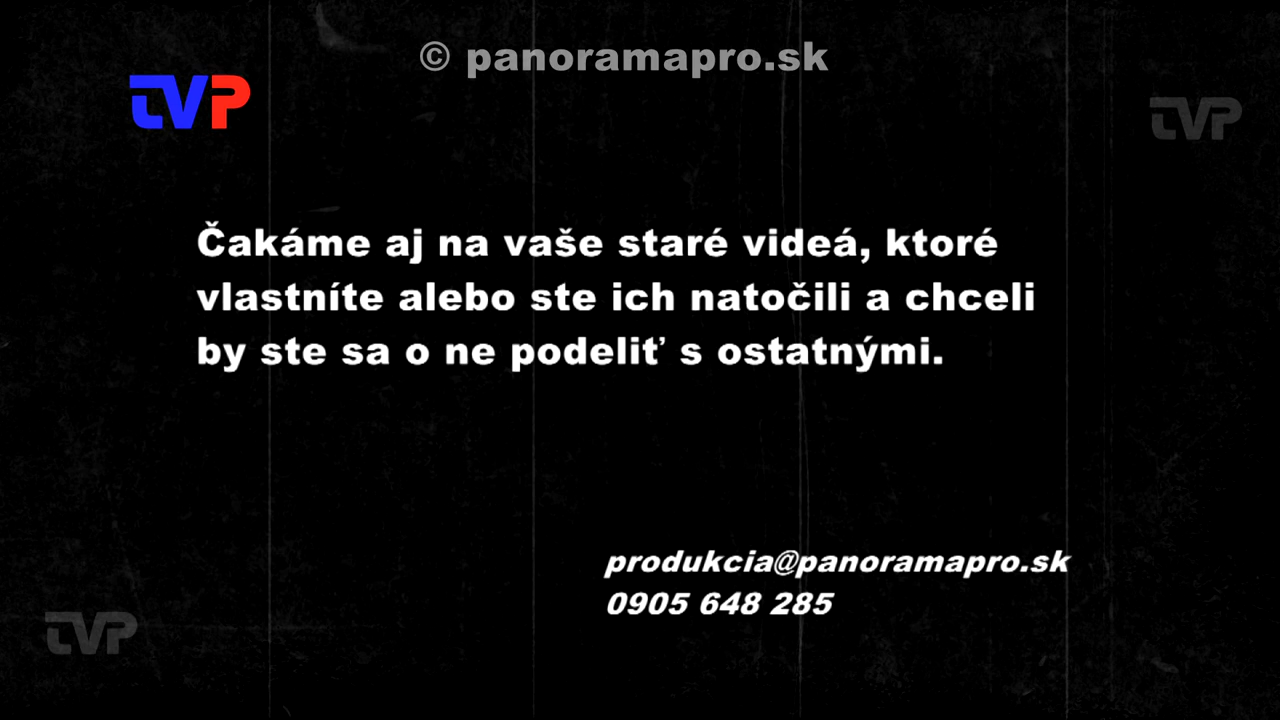 © panoramapro.sk
TVP
TVP
Čakáme aj na vaše staré videá, ktoré
vlastníte alebo ste ich natočili a chceli
by ste sa o ne podeliť s ostatnými.
produkcia@panoramapro.sk
0905 648 285
TVP